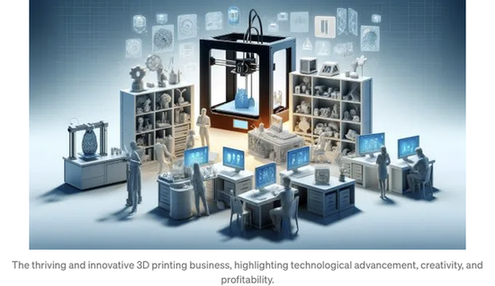 The thriving and innovative 3D printing business, highlighting technological advancement, creativity, and
profitability.